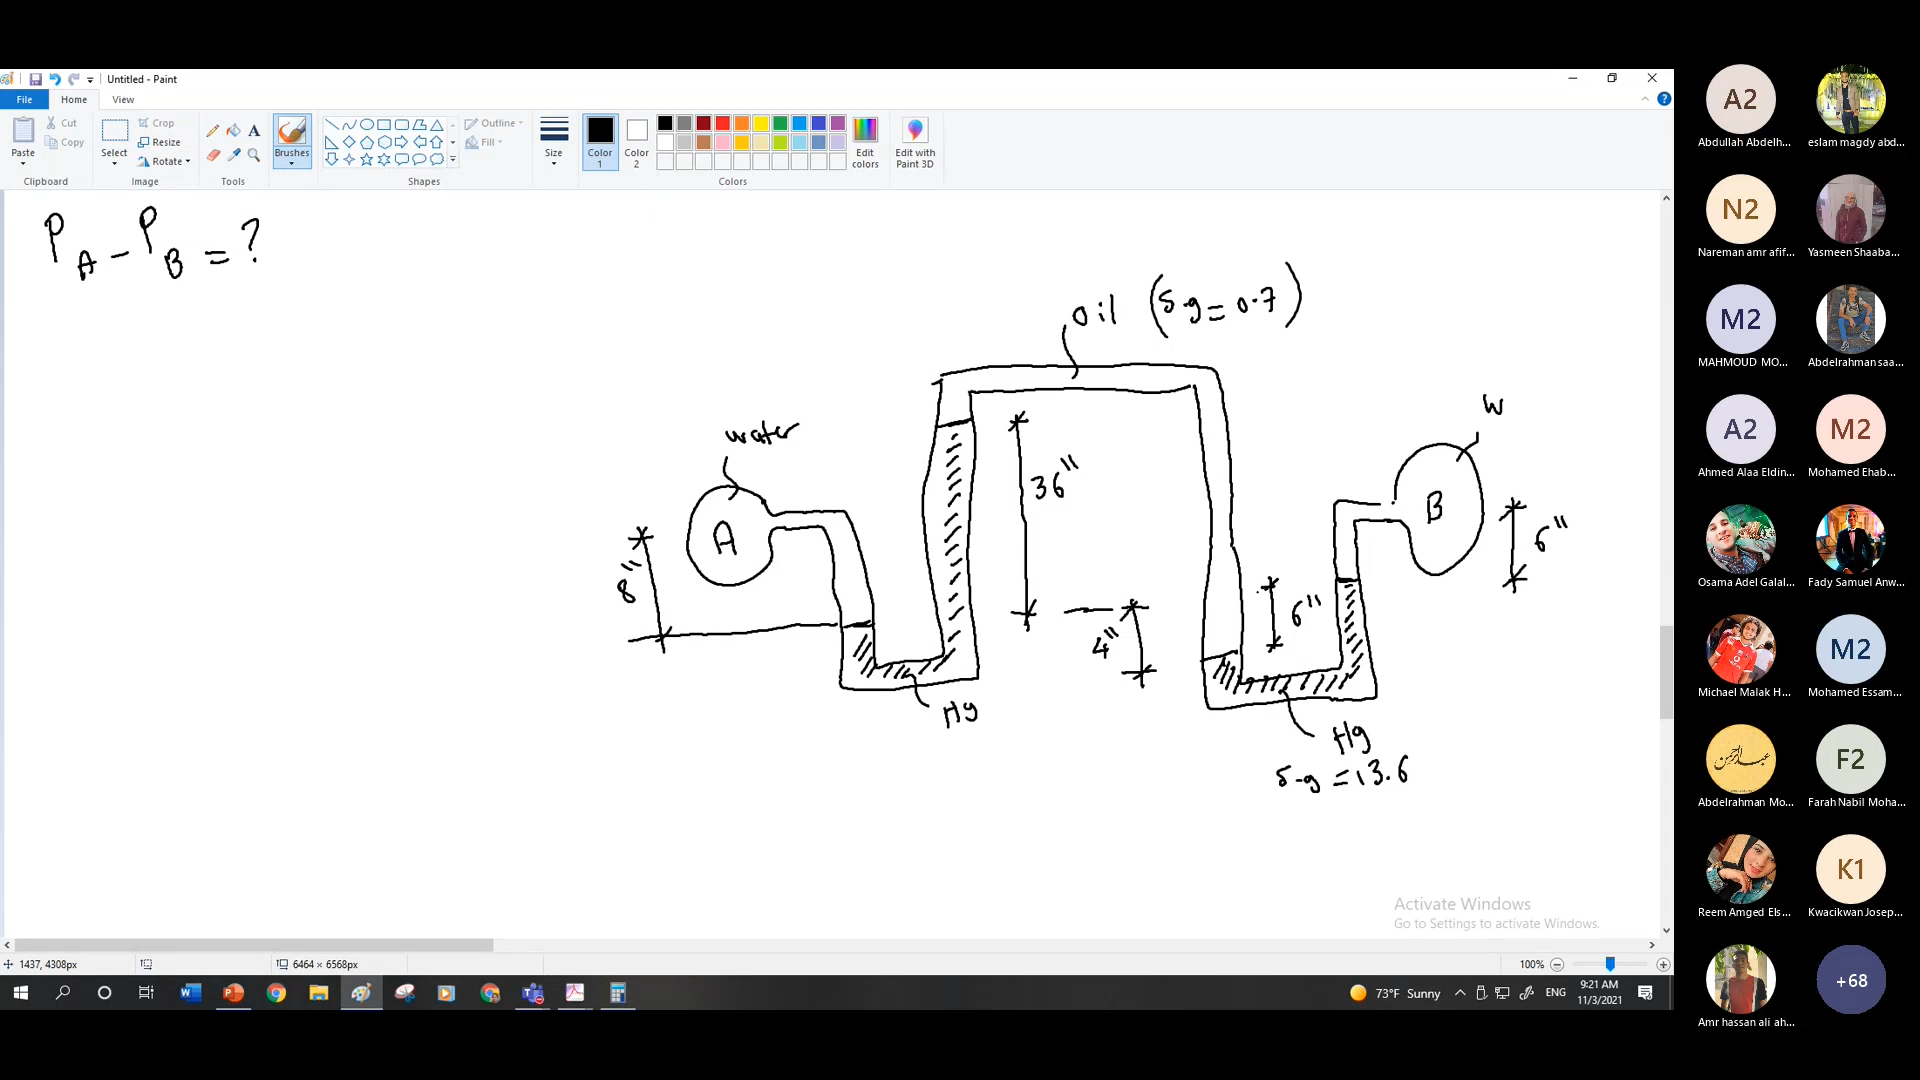 Untitled - Paint
File Home View
Paste
Cut
Copy
Clipboard
Select
Crop
Resize
Rotate
Image
Tools
Brushes
Outline
Fill
Shapes
Size
Color 1
Color 2
Edit colors
Edit with Paint 3D
Colors
P_A - P_B = ?
oil (s.g = 0.7)
water
A
8"
36"
4"
Hg
6"
W
B
6"
Hg
s.g = 13.6
Activate Windows
Go to Settings to activate Windows.
1437, 4308px
6464 × 6568px
100%
73°F Sunny
ENG
9:21 AM
11/3/2021
A2
Abdullah Abdelh...
eslam magdy abd...
N2
Nareman amr afif...
Yasmeen Shaaba...
M2
MAHMOUD MO...
Abdelrahman saa...
A2
Ahmed Alaa Eldin...
M2
Mohamed Ehab...
Osama Adel Galal...
Fady Samuel Anw...
Michael Malak H...
M2
Mohamed Essam...
عبدالرحمن
Abdelrahman Mo...
F2
Farah Nabil Moha...
Reem Amged Els...
K1
Kwacikwan Josep...
Amr hassan ali ah...
+68